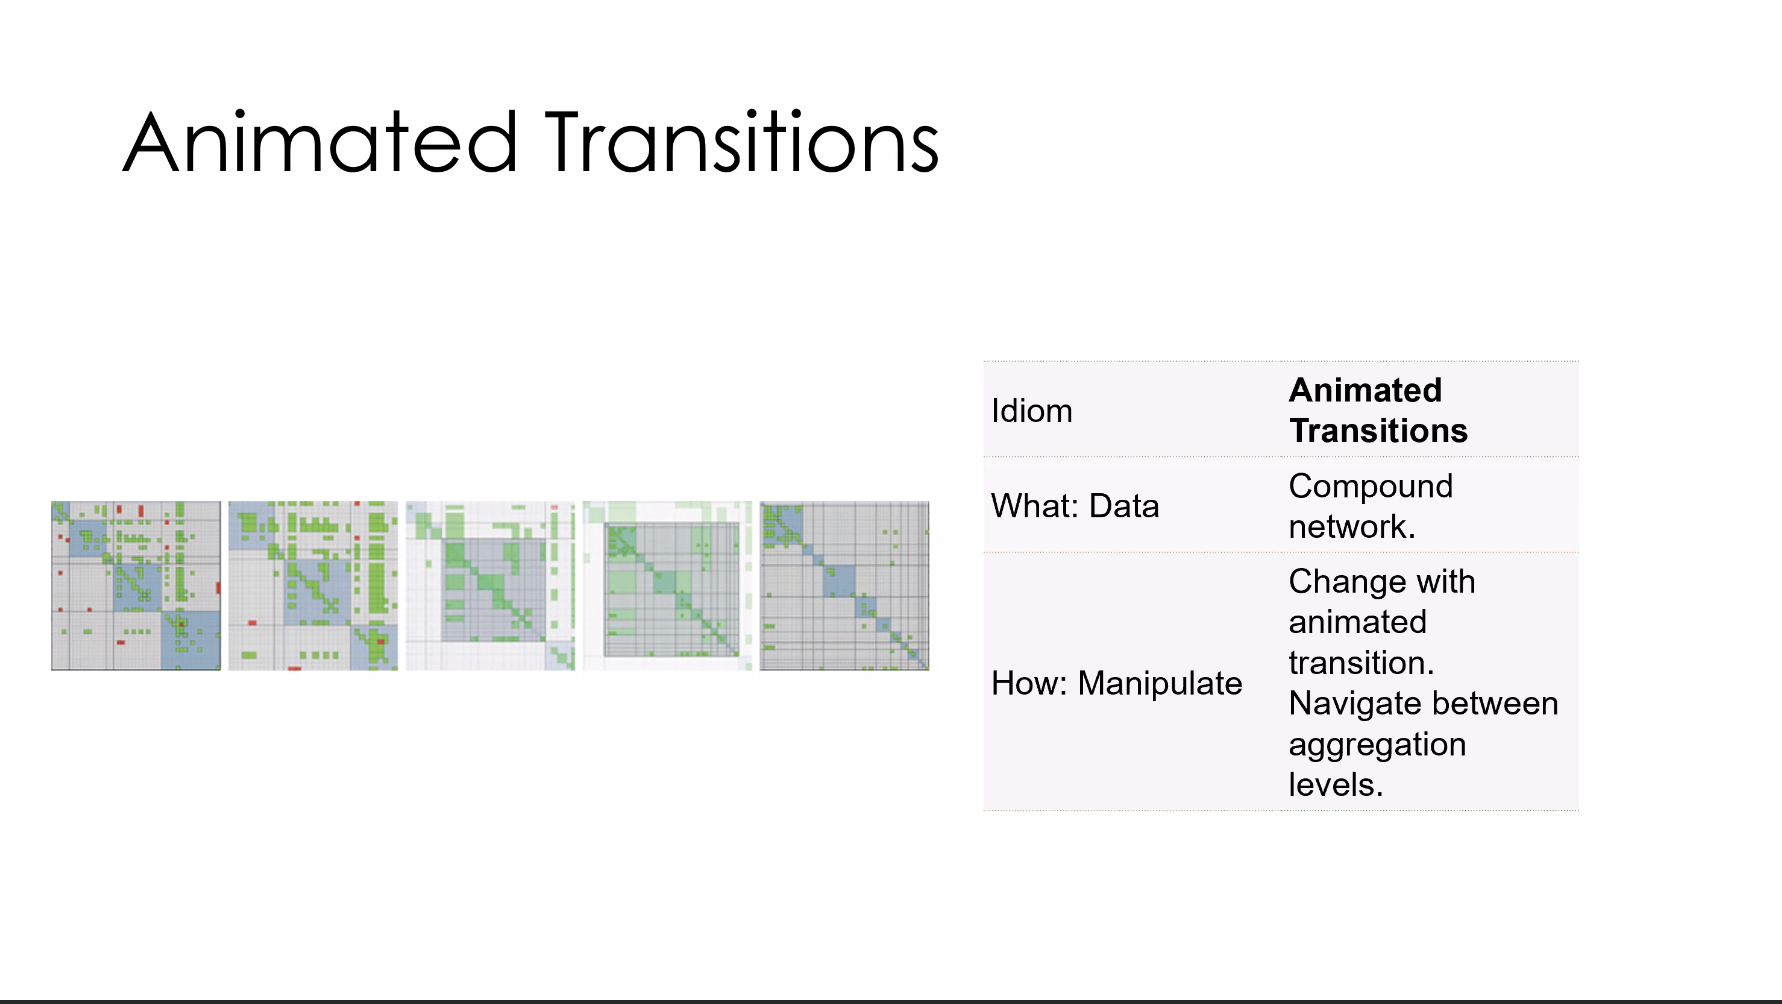 Animated Transitions
Idiom
Animated
Transitions
What: Data
Compound
network.
How: Manipulate
Change with
animated
transition.
Navigate between
aggregation
levels.